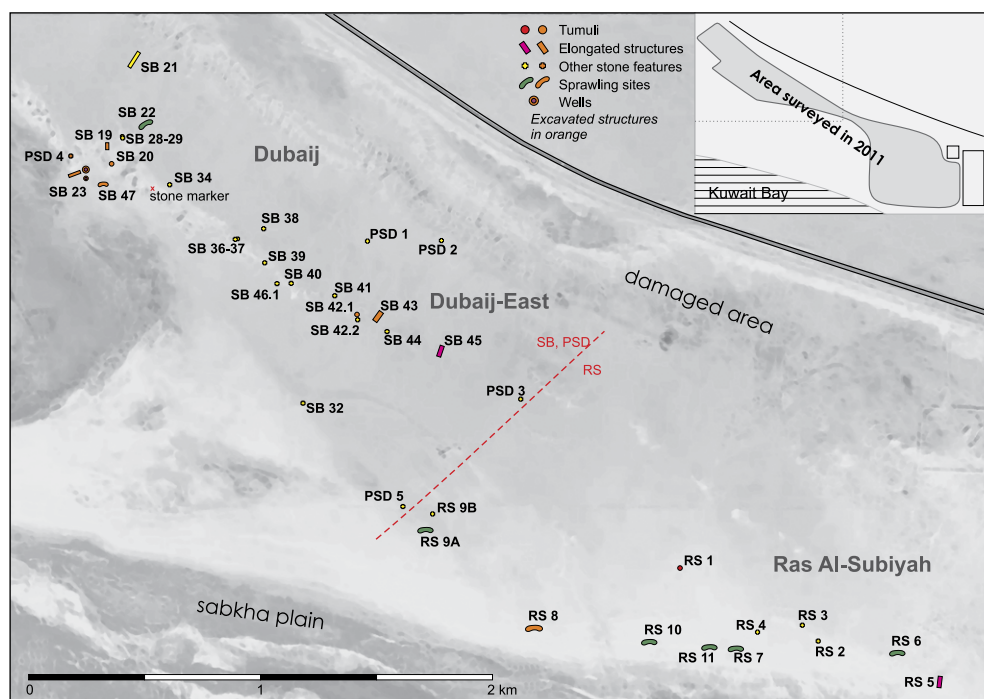 Tumuli
Elongated structures
Other stone features
Sprawling sites
Wells
Excavated structures
in orange
Area surveyed in 2011
Kuwait Bay
SB 21
SB 22
SB 19
SB 28-29
PSD 4
SB 20
SB 23
SB 47
SB 34
x
stone marker
Dubaij
SB 38
SB 36-37
PSD 1
PSD 2
SB 39
SB 40
SB 46.1
SB 41
Dubaij-East
SB 42.1
SB 43
SB 42.2
SB 44
SB 45
damaged area
SB, PSD
RS
PSD 3
SB 32
PSD 5
RS 9B
RS 9A
RS 1
Ras Al-Subiyah
sabkha plain
RS 8
RS 10
RS 11
RS 7
RS 4
RS 3
RS 2
RS 6
RS 5
0
1
2 km